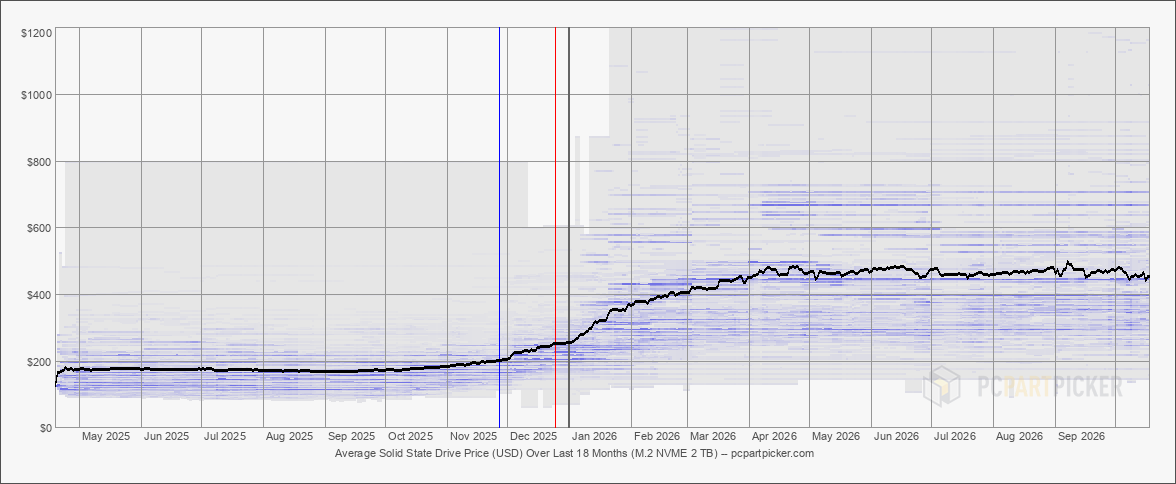 $1200
$1000
$800
$600
$400
$200
$0
May 2025 Jun 2025 Jul 2025 Aug 2025 Sep 2025 Oct 2025 Nov 2025 Dec 2025 Jan 2026 Feb 2026 Mar 2026 Apr 2026 May 2026 Jun 2026 Jul 2026 Aug 2026 Sep 2026
PCPARTPICKER
Average Solid State Drive Price (USD) Over Last 18 Months (M.2 NVME 2 TB) – pcpartpicker.com